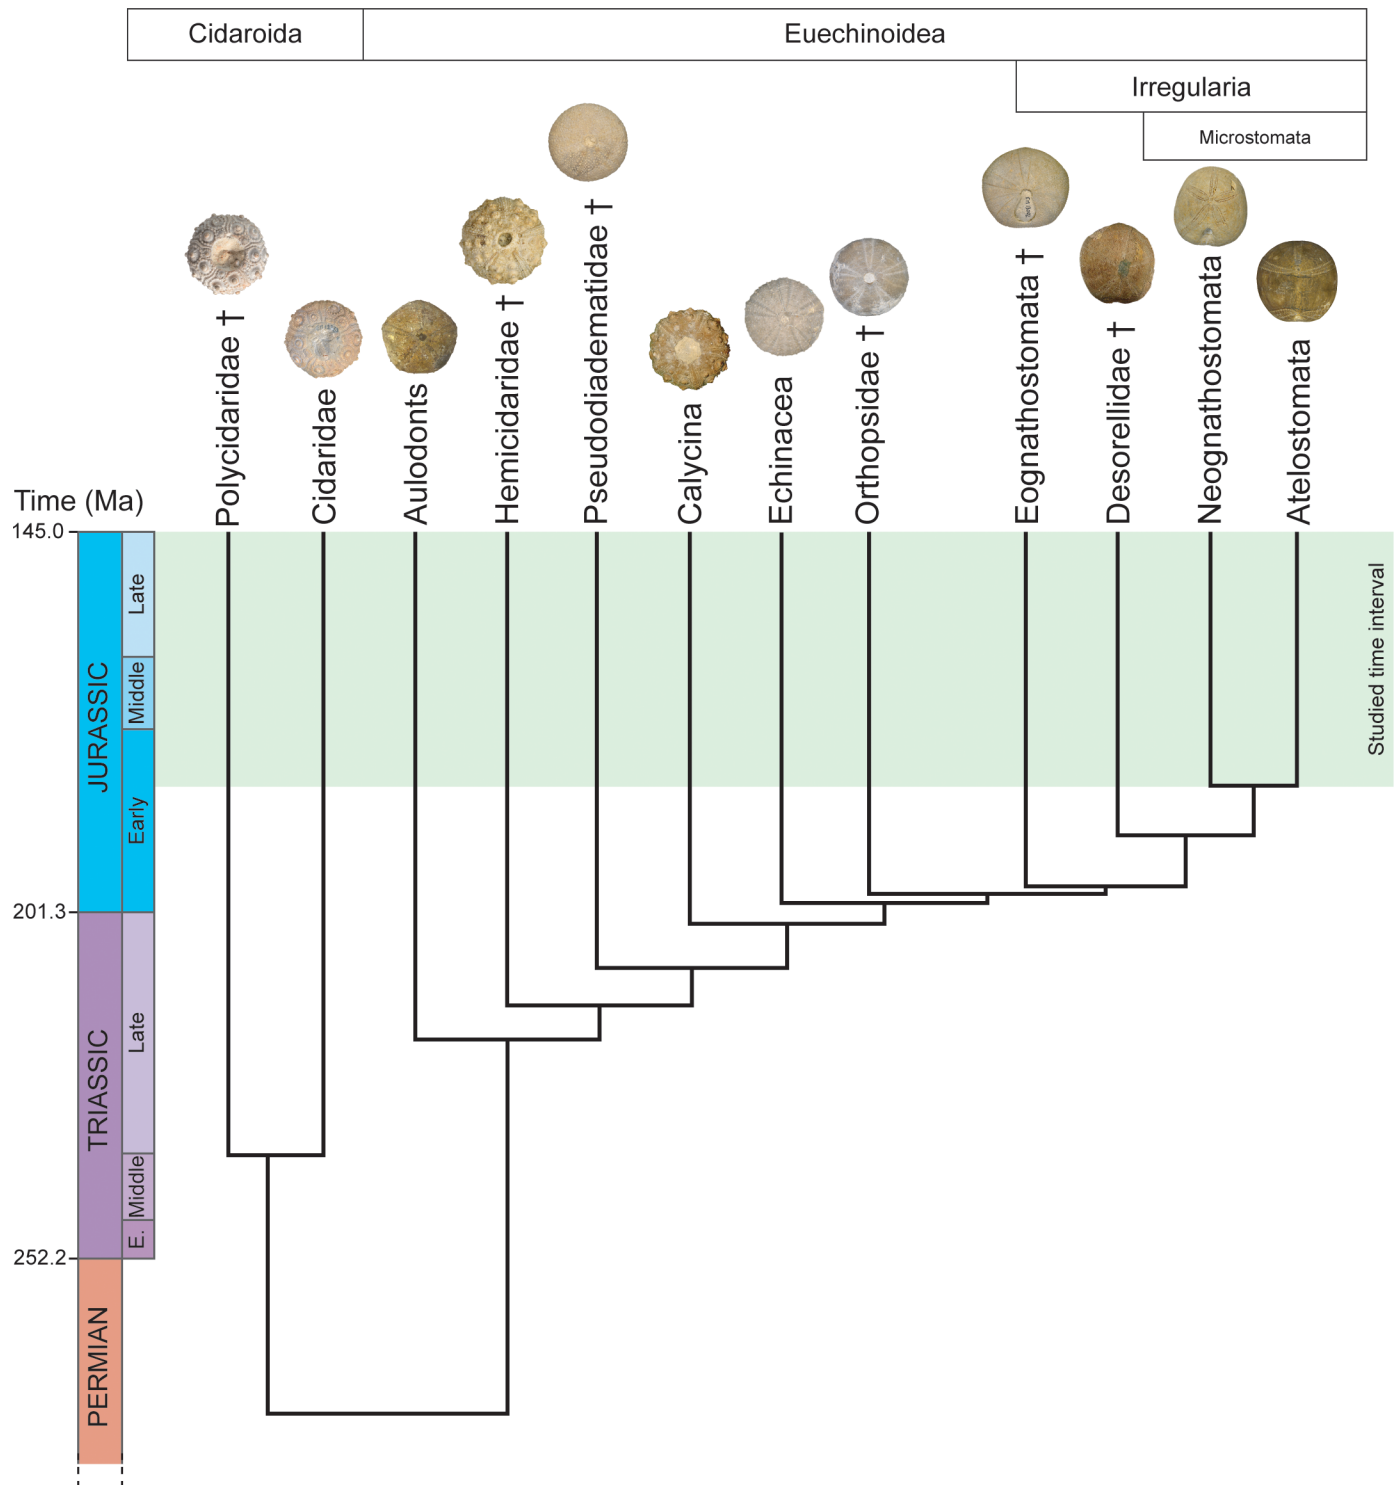 Cidaroida
Euechinoidea
Irregularia
Microstomata
Polycidaridae †
Cidaridae
Aulodonts
Hemicidaridae †
Pseudodiadematidae †
Calycina
Echinacea
Orthopsidae †
Eognathostomata †
Desorellidae †
Neognathostomata
Atelostomata
Time (Ma)
145.0
JURASSIC
Late
Middle
Early
Studied time interval
201.3
TRIASSIC
Late
Middle
E.
252.2
PERMIAN